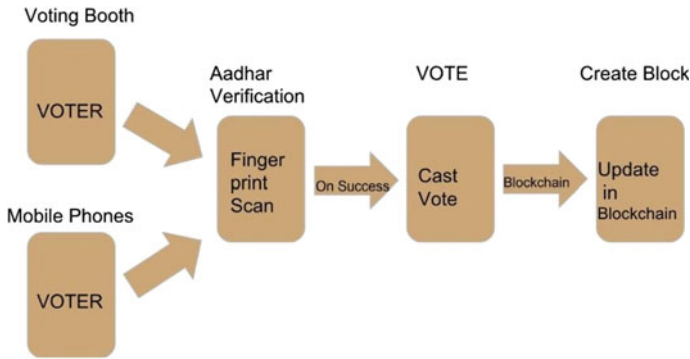 Voting Booth
VOTER
Mobile Phones
VOTER
Aadhar
Verification
Finger
print
Scan
On Success
VOTE
Cast
Vote
Blockchain
Create Block
Update
in
Blockchain